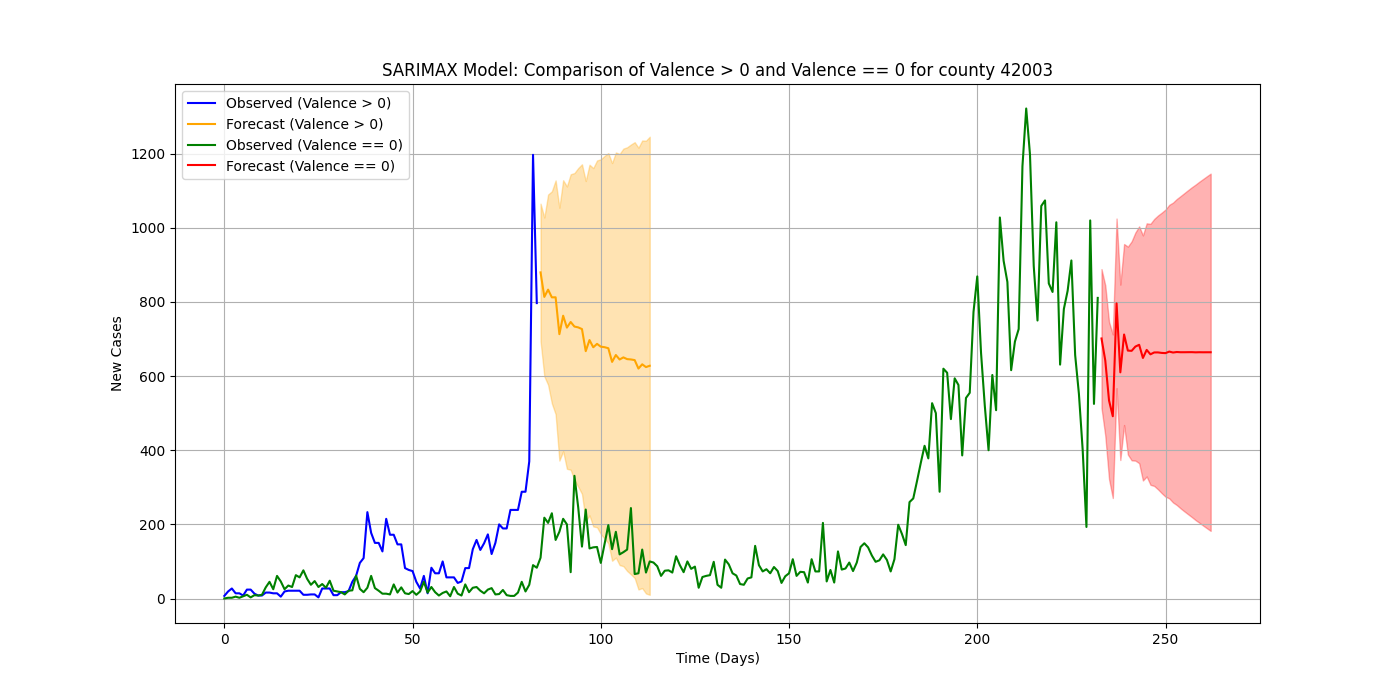 SARIMAX Model: Comparison of Valence > 0 and Valence == 0 for county 42003
Observed (Valence > 0)
Forecast (Valence > 0)
Observed (Valence == 0)
Forecast (Valence == 0)
New Cases
1200
1000
800
600
400
200
0
0 50 100 150 200 250
Time (Days)